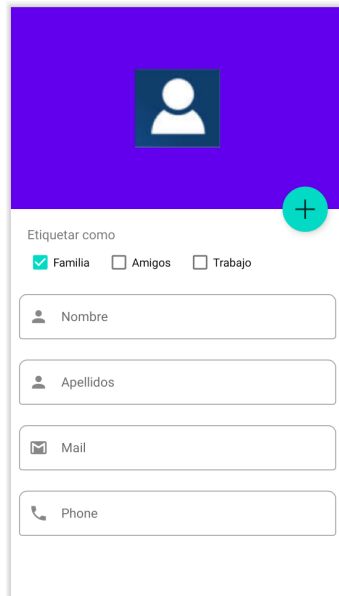 Etiquetar como
Familia Amigos Trabajo
Nombre
Apellidos
Mail
Phone